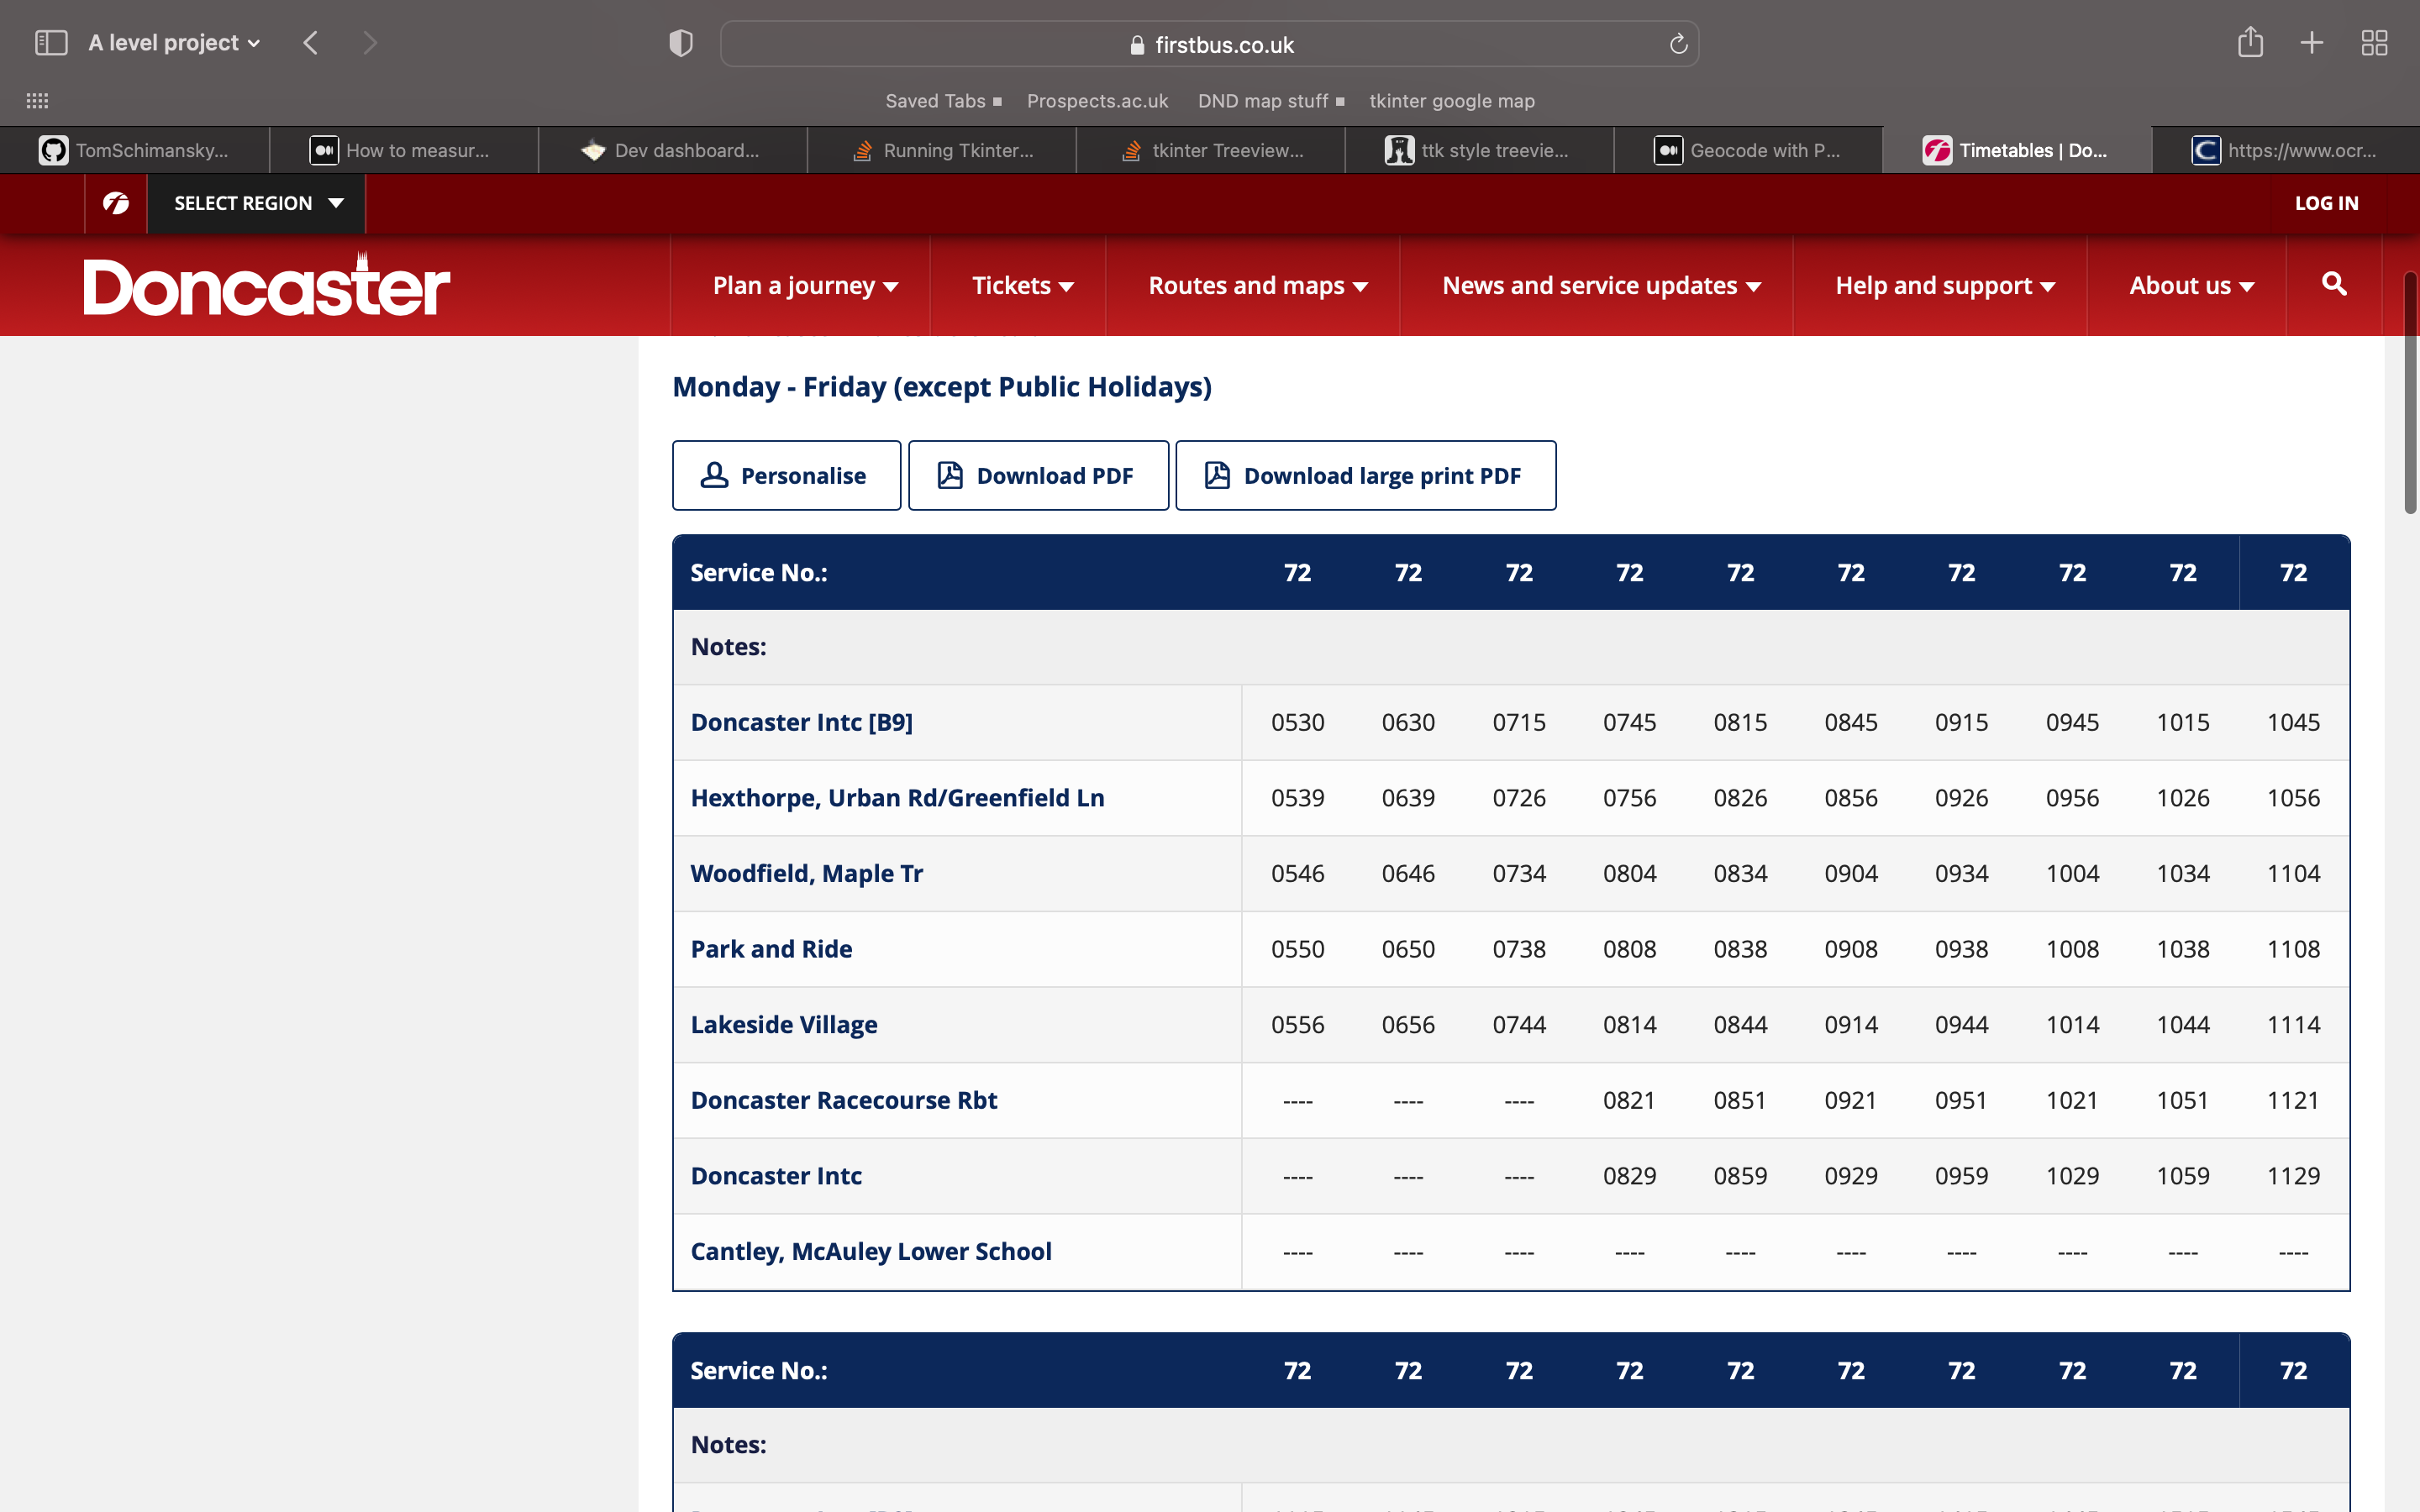 A level project
firstbus.co.uk
Saved Tabs Prospects.ac.uk DND map stuff tkinter google map
TomSchimansky... How to measur... Dev dashboard... Running Tkinter... tkinter Treeview... ttk style treevie... Geocode with P... Timetables | Do... https://www.ocr...
SELECT REGION LOG IN
Doncaster Plan a journey Tickets Routes and maps News and service updates Help and support About us
Monday - Friday (except Public Holidays)
Personalise Download PDF Download large print PDF
Service No.: 72 72 72 72 72 72 72 72 72 72
Notes:
Doncaster Intc [B9] 0530 0630 0715 0745 0815 0845 0915 0945 1015 1045
Hexthorpe, Urban Rd/Greenfield Ln 0539 0639 0726 0756 0826 0856 0926 0956 1026 1056
Woodfield, Maple Tr 0546 0646 0734 0804 0834 0904 0934 1004 1034 1104
Park and Ride 0550 0650 0738 0808 0838 0908 0938 1008 1038 1108
Lakeside Village 0556 0656 0744 0814 0844 0914 0944 1014 1044 1114
Doncaster Racecourse Rbt ---- ---- ---- 0821 0851 0921 0951 1021 1051 1121
Doncaster Intc ---- ---- ---- 0829 0859 0929 0959 1029 1059 1129
Cantley, McAuley Lower School ---- ---- ---- ---- ---- ---- ---- ---- ---- ----
Service No.: 72 72 72 72 72 72 72 72 72 72
Notes: